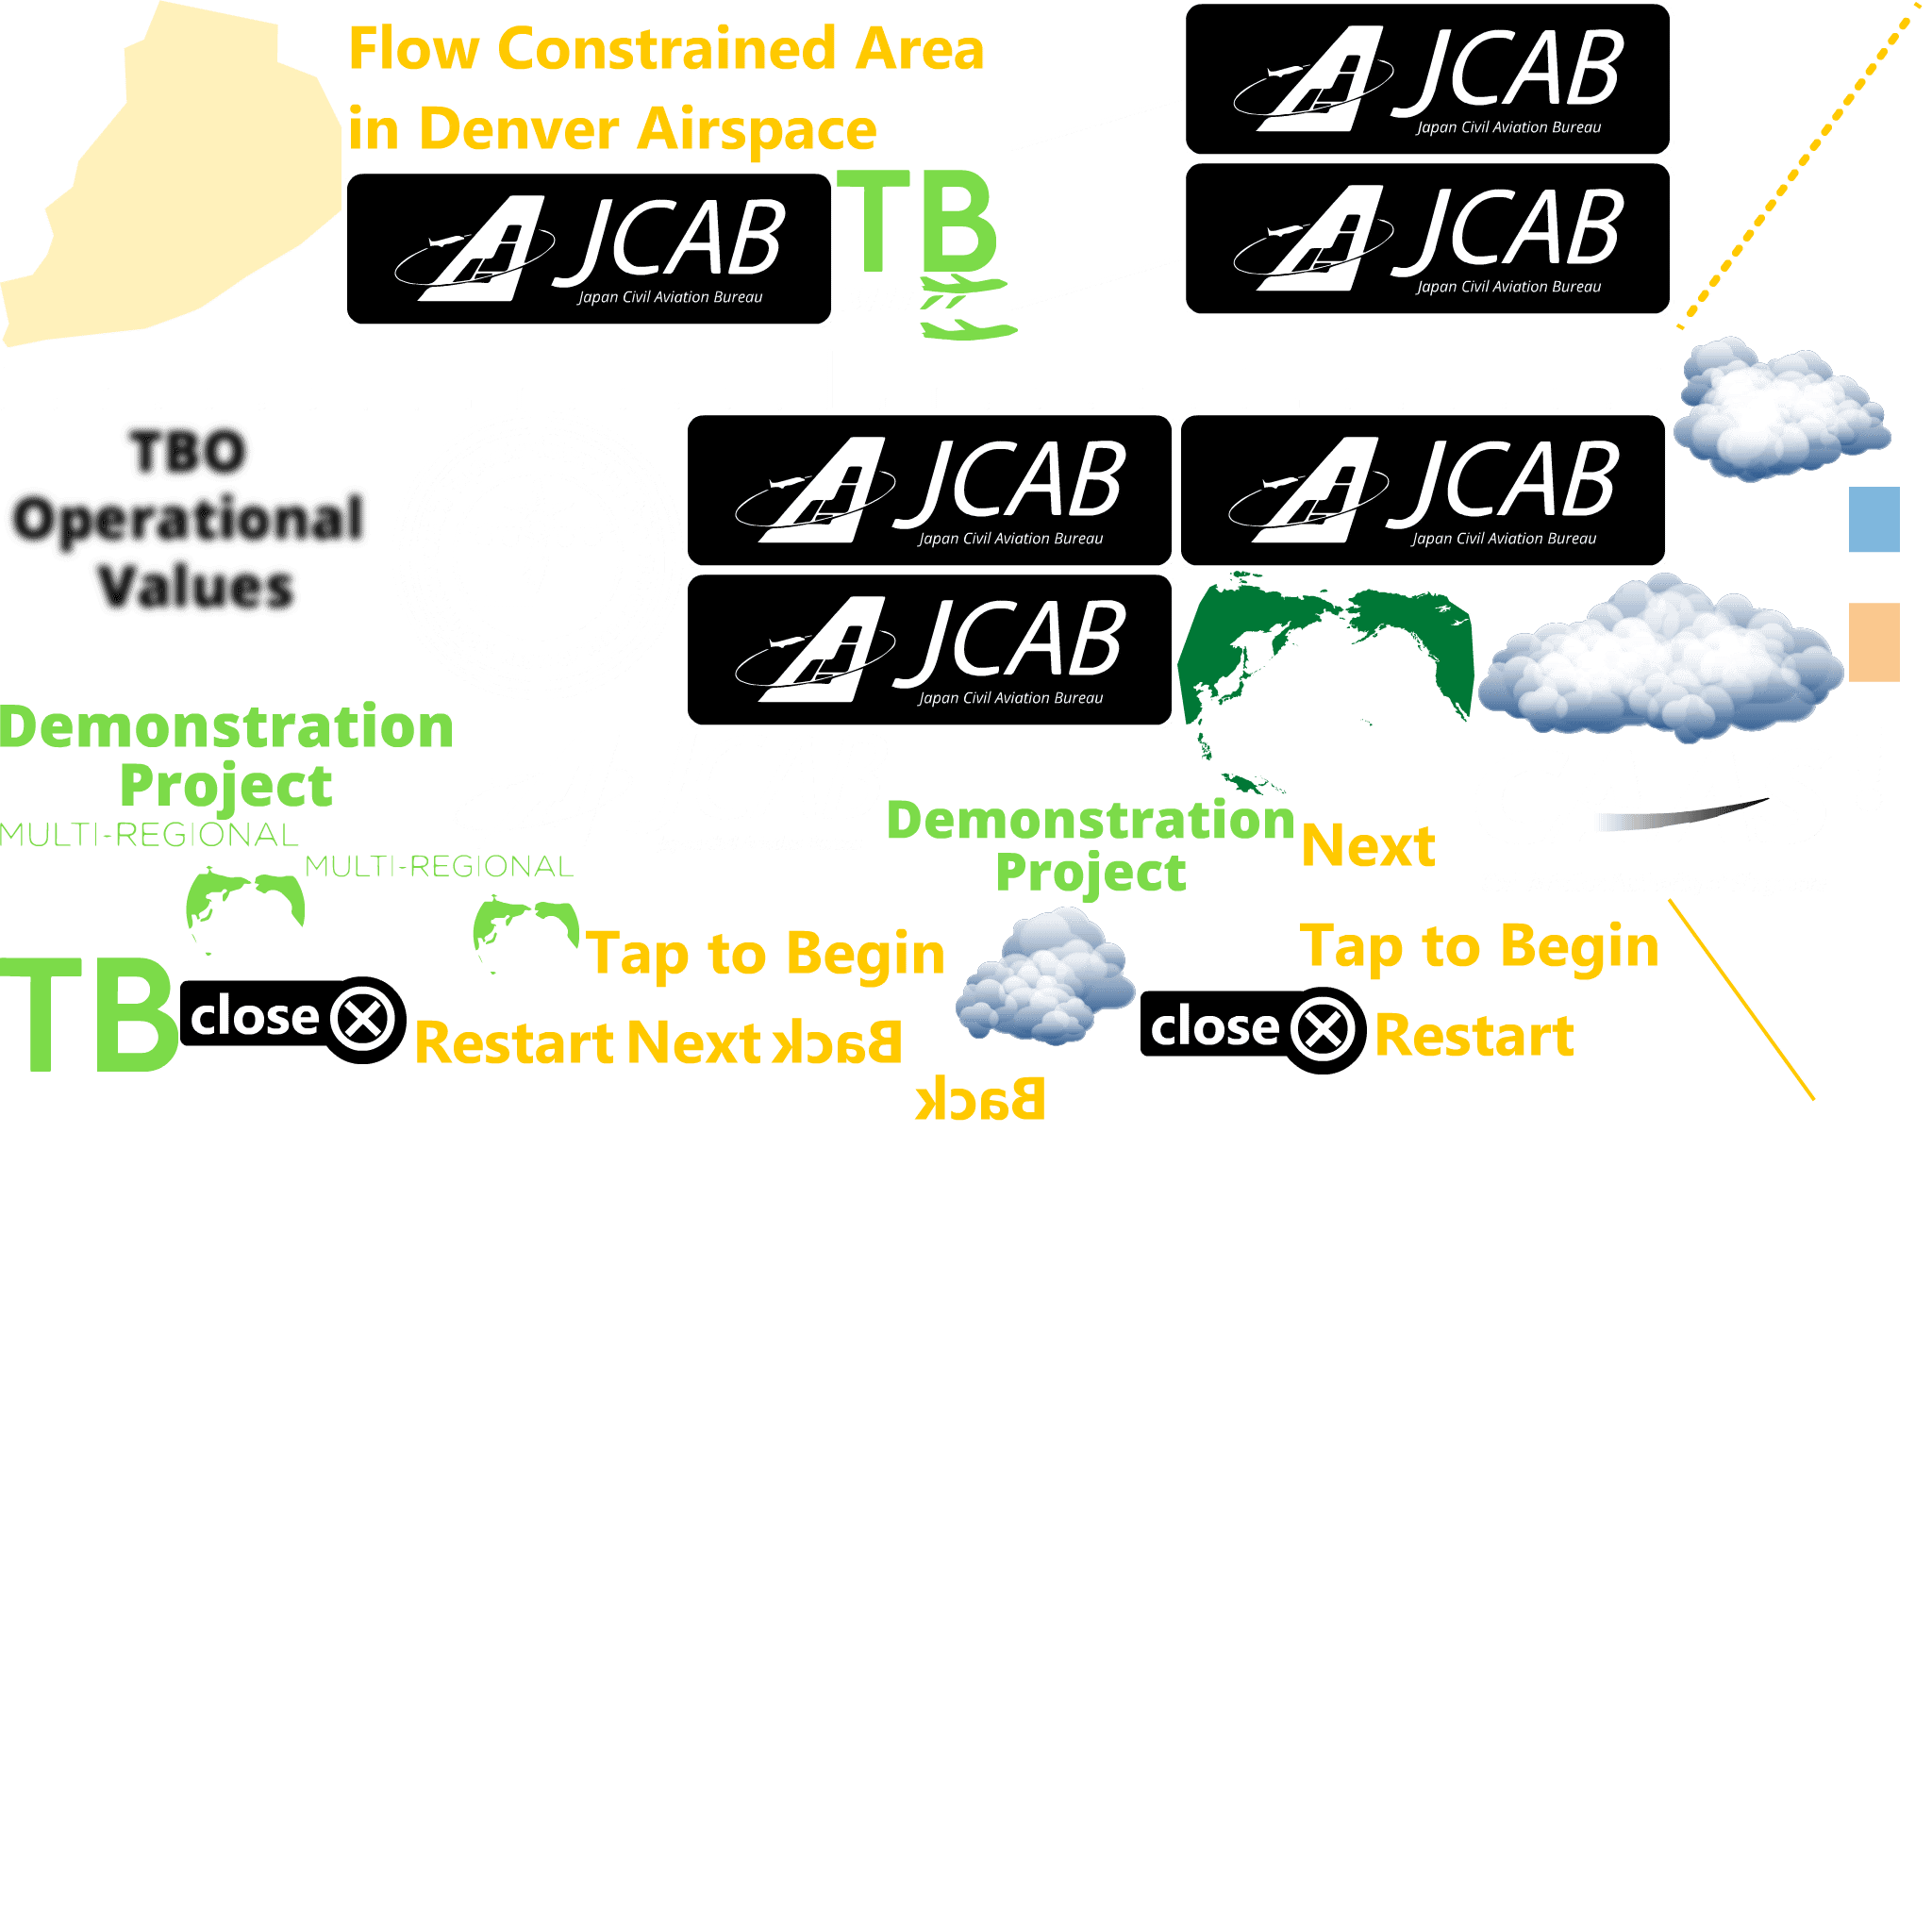 Flow Constrained Area
in Denver Airspace
JCAB
Japan Civil Aviation Bureau
JCAB
Japan Civil Aviation Bureau
JCAB
Japan Civil Aviation Bureau
TB
TBO
Operational
Values
JCAB
Japan Civil Aviation Bureau
JCAB
Japan Civil Aviation Bureau
JCAB
Japan Civil Aviation Bureau
Demonstration
Project
MULTI-REGIONAL
MULTI-REGIONAL
Demonstration
Project
Next
Tap to Begin
Tap to Begin
TB
close
Restart
Next
Back
close
Restart
Back